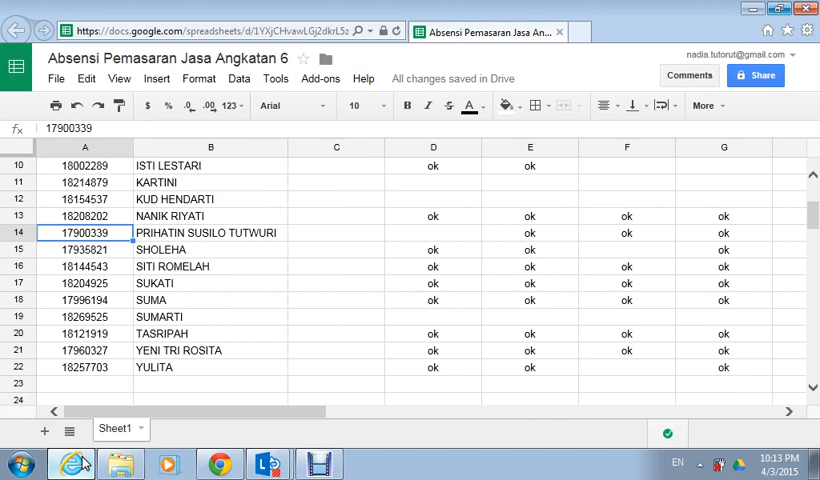 https://docs.google.com/spreadsheets/d/1YXjCHvawLGj2dkrL5z
Absensi Pemasaran Jasa An...
Absensi Pemasaran Jasa Angkatan 6
nadia.tutorut@gmail.com
File Edit View Insert Format Data Tools Add-ons Help All changes saved in Drive
Comments Share
$ % .0 .00 123 Arial 10 B I S A More
fx 17900339
A B C D E F G
10 18002289 ISTI LESTARI ok ok
11 18214879 KARTINI
12 18154537 KUD HENDARTI
13 18208202 NANIK RIYATI ok ok ok ok
14 17900339 PRIHATIN SUSILO TUTWURI ok ok ok
15 17935821 SHOLEHA ok ok ok
16 18144543 SITI ROMELAH ok ok ok ok
17 18204925 SUKATI ok ok ok ok
18 17996194 SUMA ok ok ok ok
19 18269525 SUMARTI
20 18121919 TASRIPAH ok ok ok ok
21 17960327 YENI TRI ROSITA ok ok ok ok
22 18257703 YULITA ok ok ok
23
24
Sheet1
EN 10:13 PM
4/3/2015